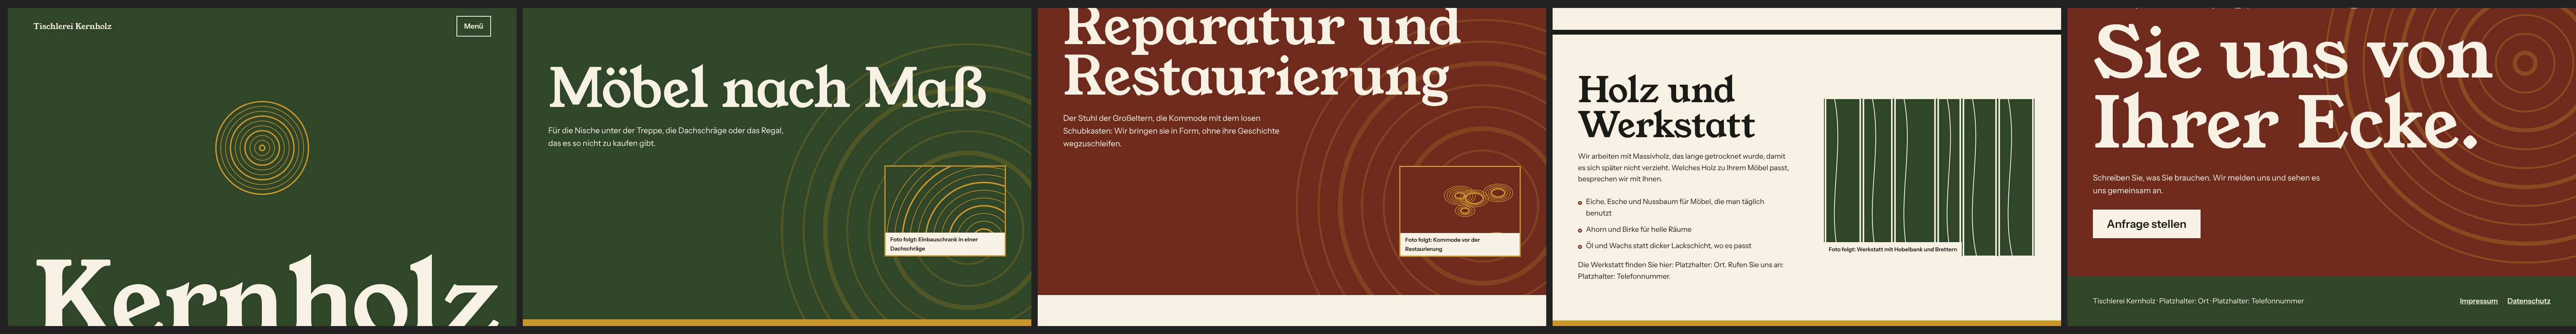 Tischlerei Kernholz
Menü
Kernholz
Möbel nach Maß
Für die Nische unter der Treppe, die Dachschräge oder das Regal,
das es so nicht zu kaufen gibt.
Foto folgt: Einbauschrank in einer
Dachschräge
Reparatur und
Restaurierung
Der Stuhl der Großeltern, die Kommode mit dem losen
Schubkasten: Wir bringen sie in Form, ohne ihre Geschichte
wegzuschleifen.
Foto folgt: Kommode vor der
Restaurierung
Holz und
Werkstatt
Wir arbeiten mit Massivholz, das lange getrocknet wurde, damit
es sich später nicht verzieht. Welches Holz zu Ihrem Möbel passt,
besprechen wir mit Ihnen.
Eiche, Esche und Nussbaum für Möbel, die man täglich
benutzt
Ahorn und Birke für helle Räume
Öl und Wachs statt dicker Lackschicht, wo es passt
Die Werkstatt finden Sie hier: Platzhalter: Ort. Rufen Sie uns an:
Platzhalter: Telefonnummer.
Foto folgt: Werkstatt mit Hobelbank und Brettern
Sie uns von
Ihrer Ecke.
Schreiben Sie, was Sie brauchen. Wir melden uns und sehen es
uns gemeinsam an.
Anfrage stellen
Tischlerei Kernholz · Platzhalter: Ort · Platzhalter: Telefonnummer
Impressum
Datenschutz